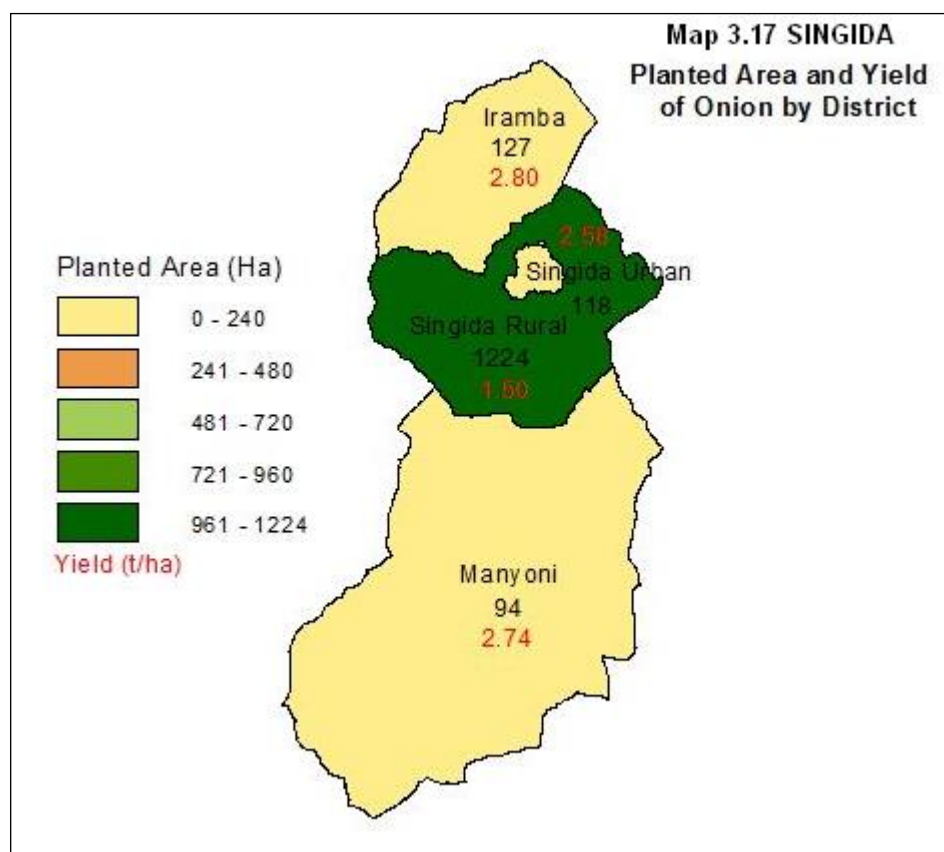 Map 3.17 SINGIDA
Planted Area and Yield
of Onion by District
Iramba
127
2.80
2.58
Singida Urban
118
Singida Rural
1224
1.50
Manyoni
94
2.74
Planted Area (Ha)
0 - 240
241 - 480
481 - 720
721 - 960
961 - 1224
Yield (t/ha)